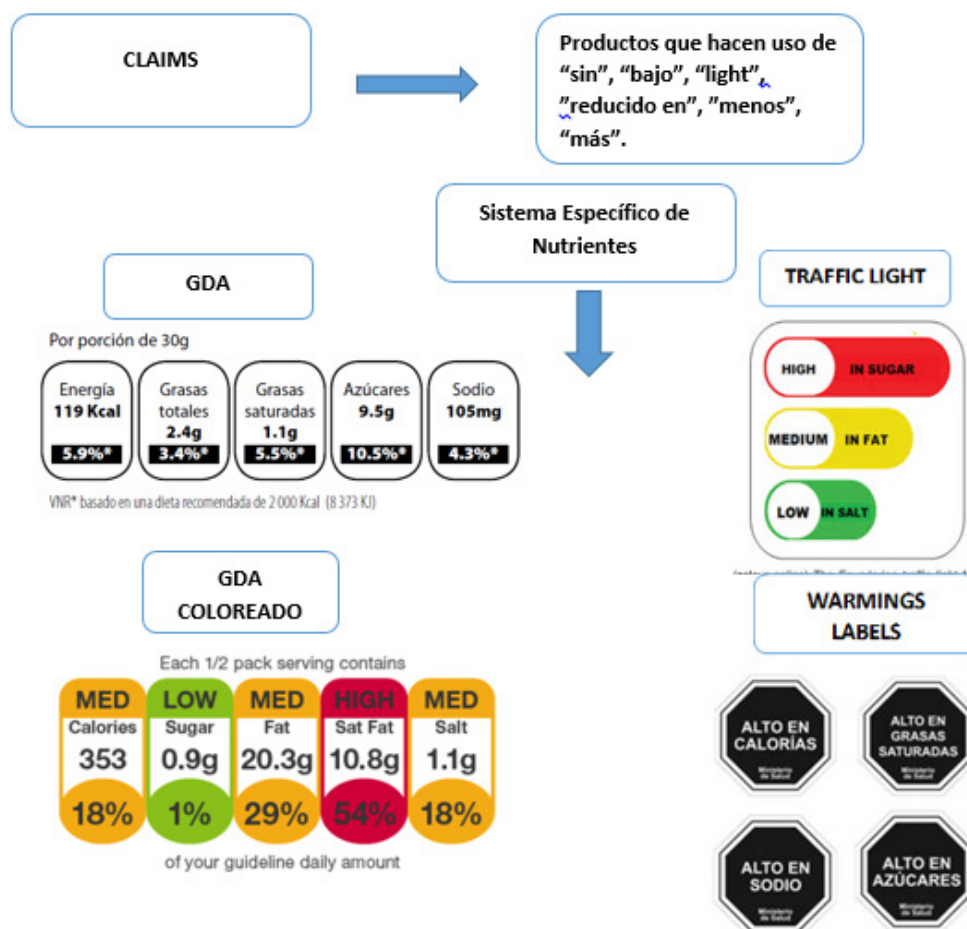 CLAIMS
Productos que hacen uso de
“sin”, “bajo”, “light”,
”reducido en”, ”menos”,
“más”.
Sistema Específico de
Nutrientes
GDA
Por porción de 30g
Energía
119 Kcal
5.9%*
Grasas
totales
2.4g
3.4%*
Grasas
saturadas
1.1g
5.5%*
Azúcares
9.5g
10.5%*
Sodio
105mg
4.3%*
VNR* basado en una dieta recomendada de 2 000 Kcal (8 373 KJ)
TRAFFIC LIGHT
HIGH IN SUGAR
MEDIUM IN FAT
LOW IN SALT
GDA
COLOREADO
Each 1/2 pack serving contains
MED
Calories
353
18%
LOW
Sugar
0.9g
1%
MED
Fat
20.3g
29%
HIGH
Sat Fat
10.8g
54%
MED
Salt
1.1g
18%
of your guideline daily amount
WARMINGS
LABELS
ALTO EN
CALORÍAS
Ministerio
de Salud
ALTO EN
GRASAS
SATURADAS
Ministerio
de Salud
ALTO EN
SODIO
Ministerio
de Salud
ALTO EN
AZÚCARES
Ministerio
de Salud